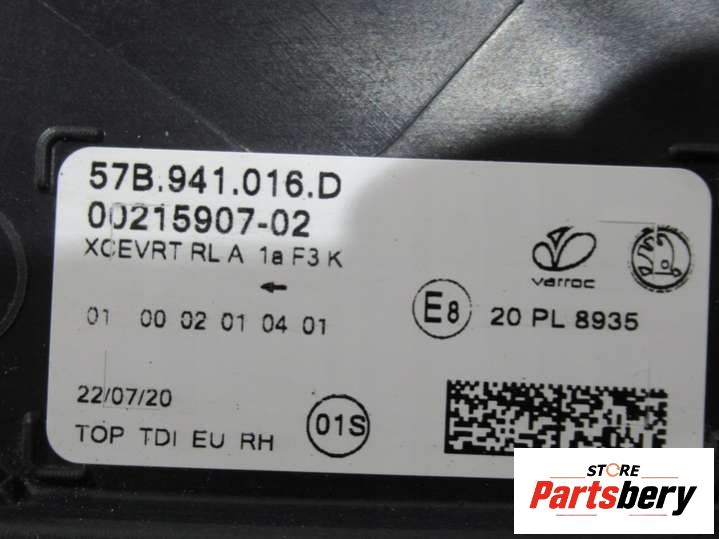 57B.941.016.D
00215907-02
XCEVRT RL A 1a F3 K
varroc
01 00 02 01 04 01
E8 20 PL 8935
22/07/20
01S
TOP TDI EU RH
STORE
Partsbery